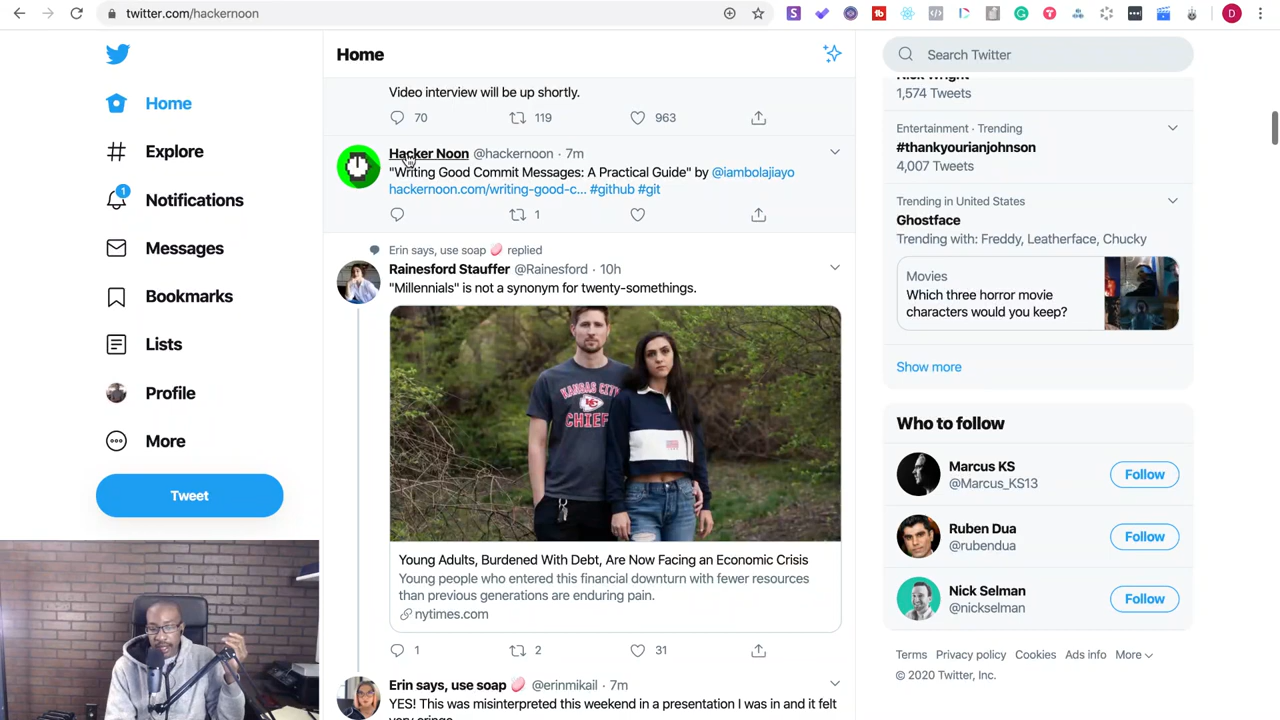 twitter.com/hackernoon
D
Home
Explore
1
Notifications
Messages
Bookmarks
Lists
Profile
More
Tweet
Home
Video interview will be up shortly.
70 119 963
Hacker Noon @hackernoon · 7m
"Writing Good Commit Messages: A Practical Guide" by @iambolajiayo
hackernoon.com/writing-good-c... #github #git
1
Erin says, use soap replied
Rainesford Stauffer @Rainesford · 10h
"Millennials" is not a synonym for twenty-somethings.
KANSAS CITY
CHIEF
Young Adults, Burdened With Debt, Are Now Facing an Economic Crisis
Young people who entered this financial downturn with fewer resources
than previous generations are enduring pain.
nytimes.com
1 2 31
Erin says, use soap @erinmikail · 7m
YES! This was misinterpreted this weekend in a presentation I was in and it felt
very cringe
Search Twitter
Nick Wright
1,574 Tweets
Entertainment · Trending
#thankyourianjohnson
4,007 Tweets
Trending in United States
Ghostface
Trending with: Freddy, Leatherface, Chucky
Movies
Which three horror movie
characters would you keep?
Show more
Who to follow
Marcus KS
@Marcus_KS13
Follow
Ruben Dua
@rubendua
Follow
Nick Selman
@nickselman
Follow
Terms Privacy policy Cookies Ads info More
© 2020 Twitter, Inc.